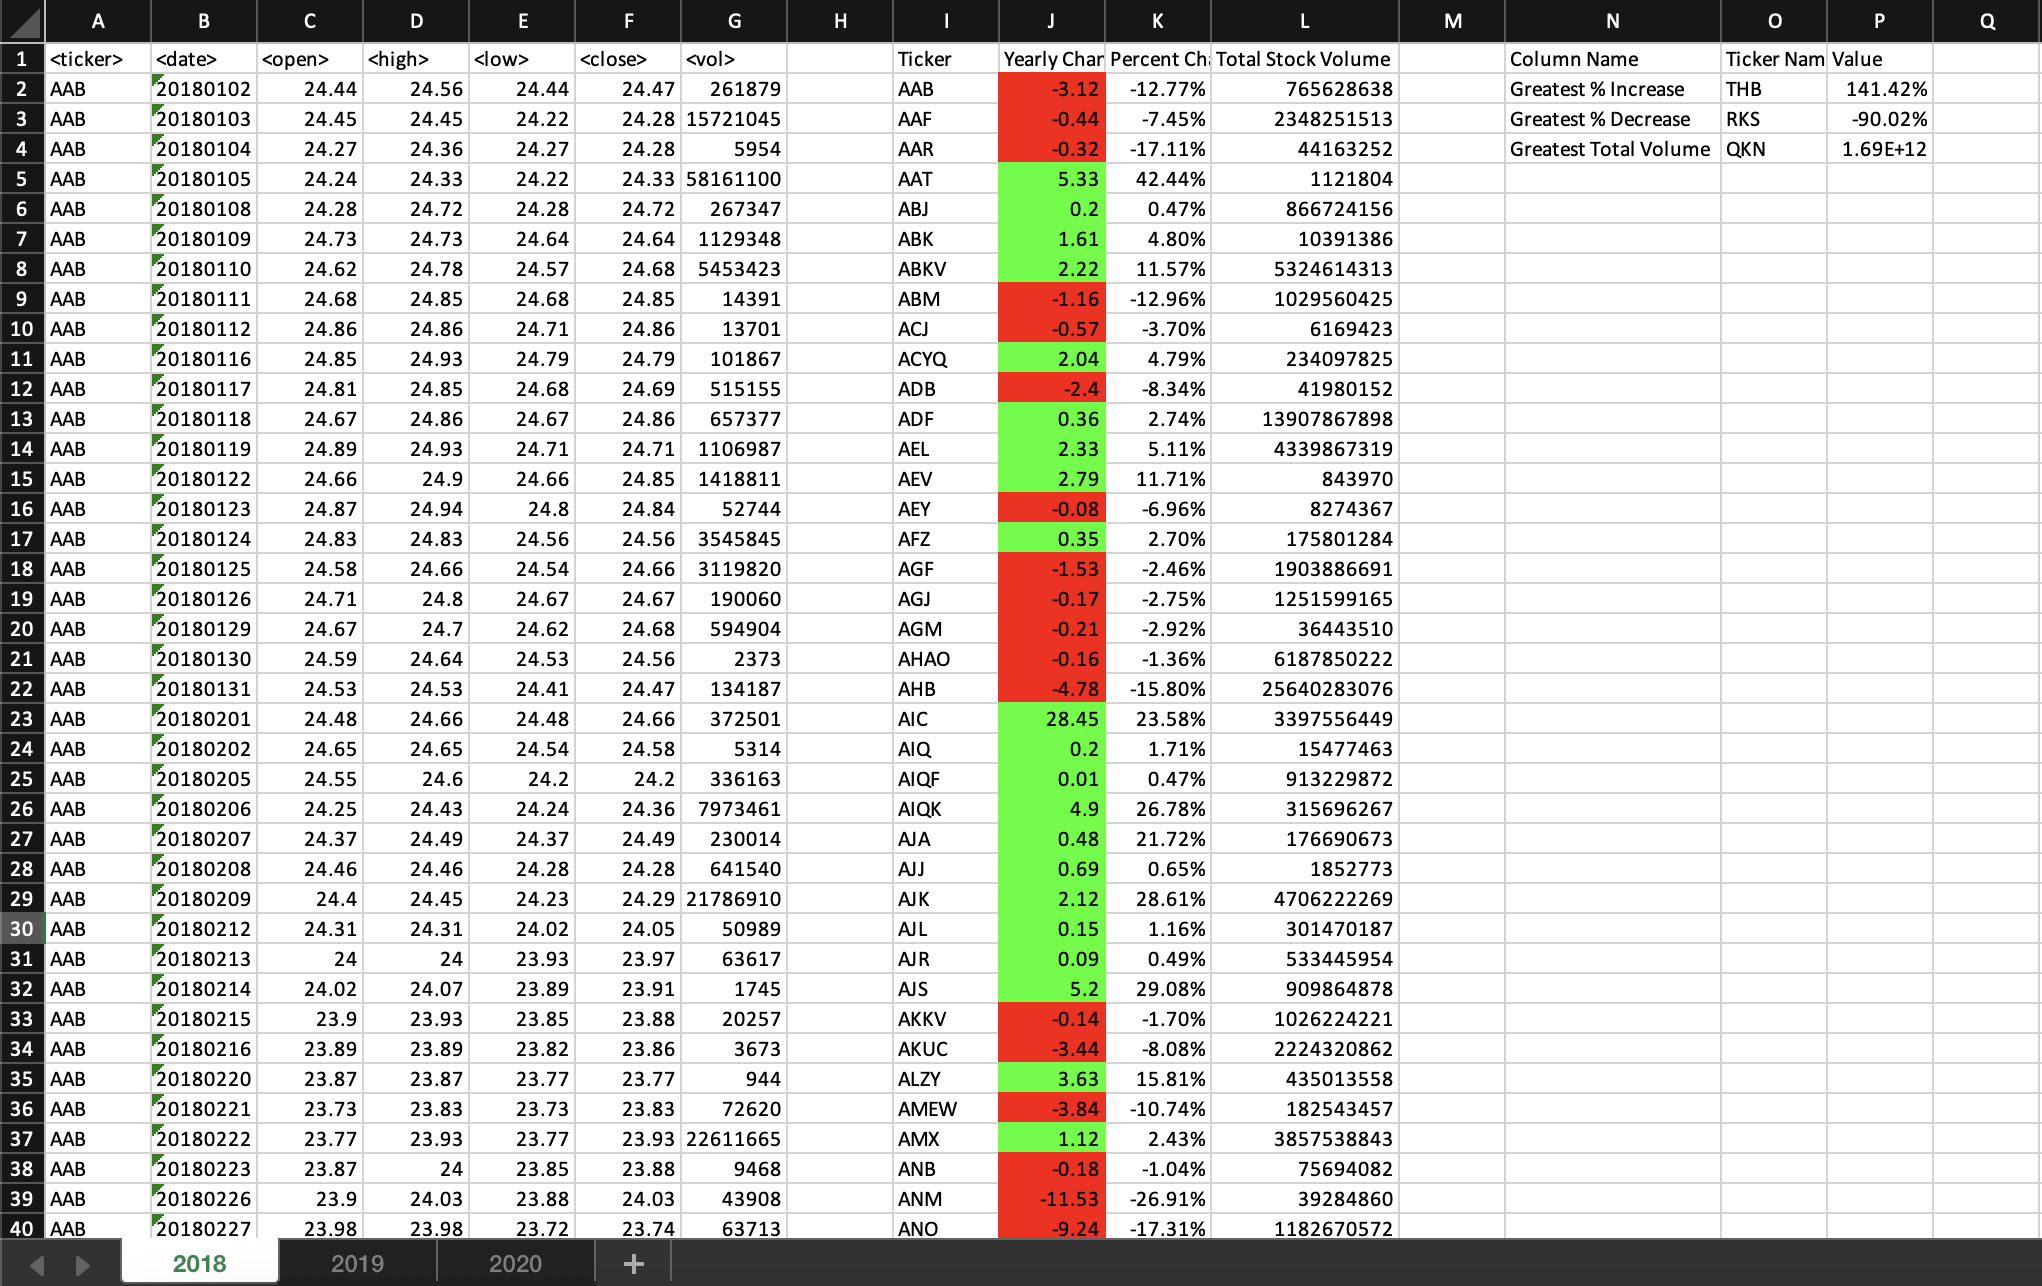 A B C D E F G H I J K L M N O P Q
1 <ticker> <date> <open> <high> <low> <close> <vol> Ticker Yearly Char Percent Ch Total Stock Volume Column Name Ticker Nam Value
2 AAB 20180102 24.44 24.56 24.44 24.47 261879 AAB -3.12 -12.77% 765628638 Greatest % Increase THB 141.42%
3 AAB 20180103 24.45 24.45 24.22 24.28 15721045 AAF -0.44 -7.45% 2348251513 Greatest % Decrease RKS -90.02%
4 AAB 20180104 24.27 24.36 24.27 24.28 5954 AAR -0.32 -17.11% 44163252 Greatest Total Volume QKN 1.69E+12
5 AAB 20180105 24.24 24.33 24.22 24.33 58161100 AAT 5.33 42.44% 1121804
6 AAB 20180108 24.28 24.72 24.28 24.72 267347 ABJ 0.2 0.47% 866724156
7 AAB 20180109 24.73 24.73 24.64 24.64 1129348 ABK 1.61 4.80% 10391386
8 AAB 20180110 24.62 24.78 24.57 24.68 5453423 ABKV 2.22 11.57% 5324614313
9 AAB 20180111 24.68 24.85 24.68 24.85 14391 ABM -1.16 -12.96% 1029560425
10 AAB 20180112 24.86 24.86 24.71 24.86 13701 ACJ -0.57 -3.70% 6169423
11 AAB 20180116 24.85 24.93 24.79 24.79 101867 ACYQ 2.04 4.79% 234097825
12 AAB 20180117 24.81 24.85 24.68 24.69 515155 ADB -2.4 -8.34% 41980152
13 AAB 20180118 24.67 24.86 24.67 24.86 657377 ADF 0.36 2.74% 13907867898
14 AAB 20180119 24.89 24.93 24.71 24.71 1106987 AEL 2.33 5.11% 4339867319
15 AAB 20180122 24.66 24.9 24.66 24.85 1418811 AEV 2.79 11.71% 843970
16 AAB 20180123 24.87 24.94 24.8 24.84 52744 AEY -0.08 -6.96% 8274367
17 AAB 20180124 24.83 24.83 24.56 24.56 3545845 AFZ 0.35 2.70% 175801284
18 AAB 20180125 24.58 24.66 24.54 24.66 3119820 AGF -1.53 -2.46% 1903886691
19 AAB 20180126 24.71 24.8 24.67 24.67 190060 AGJ -0.17 -2.75% 1251599165
20 AAB 20180129 24.67 24.7 24.62 24.68 594904 AGM -0.21 -2.92% 36443510
21 AAB 20180130 24.59 24.64 24.53 24.56 2373 AHAO -0.16 -1.36% 6187850222
22 AAB 20180131 24.53 24.53 24.41 24.47 134187 AHB -4.78 -15.80% 25640283076
23 AAB 20180201 24.48 24.66 24.48 24.66 372501 AIC 28.45 23.58% 3397556449
24 AAB 20180202 24.65 24.65 24.54 24.58 5314 AIQ 0.2 1.71% 15477463
25 AAB 20180205 24.55 24.6 24.2 24.2 336163 AIQF 0.01 0.47% 913229872
26 AAB 20180206 24.25 24.43 24.24 24.36 7973461 AIQK 4.9 26.78% 315696267
27 AAB 20180207 24.37 24.49 24.37 24.49 230014 AJA 0.48 21.72% 176690673
28 AAB 20180208 24.46 24.46 24.28 24.28 641540 AJJ 0.69 0.65% 1852773
29 AAB 20180209 24.4 24.45 24.23 24.29 21786910 AJK 2.12 28.61% 4706222269
30 AAB 20180212 24.31 24.31 24.02 24.05 50989 AJL 0.15 1.16% 301470187
31 AAB 20180213 24 24 23.93 23.97 63617 AJR 0.09 0.49% 533445954
32 AAB 20180214 24.02 24.07 23.89 23.91 1745 AJS 5.2 29.08% 909864878
33 AAB 20180215 23.9 23.93 23.85 23.88 20257 AKKV -0.14 -1.70% 1026224221
34 AAB 20180216 23.89 23.89 23.82 23.86 3673 AKUC -3.44 -8.08% 2224320862
35 AAB 20180220 23.87 23.87 23.77 23.77 944 ALZY 3.63 15.81% 435013558
36 AAB 20180221 23.73 23.83 23.73 23.83 72620 AMEW -3.84 -10.74% 182543457
37 AAB 20180222 23.77 23.93 23.77 23.93 22611665 AMX 1.12 2.43% 3857538843
38 AAB 20180223 23.87 24 23.85 23.88 9468 ANB -0.18 -1.04% 75694082
39 AAB 20180226 23.9 24.03 23.88 24.03 43908 ANM -11.53 -26.91% 39284860
40 AAB 20180227 23.98 23.98 23.72 23.74 63713 ANO -9.24 -17.31% 1182670572
2018 2019 2020 +